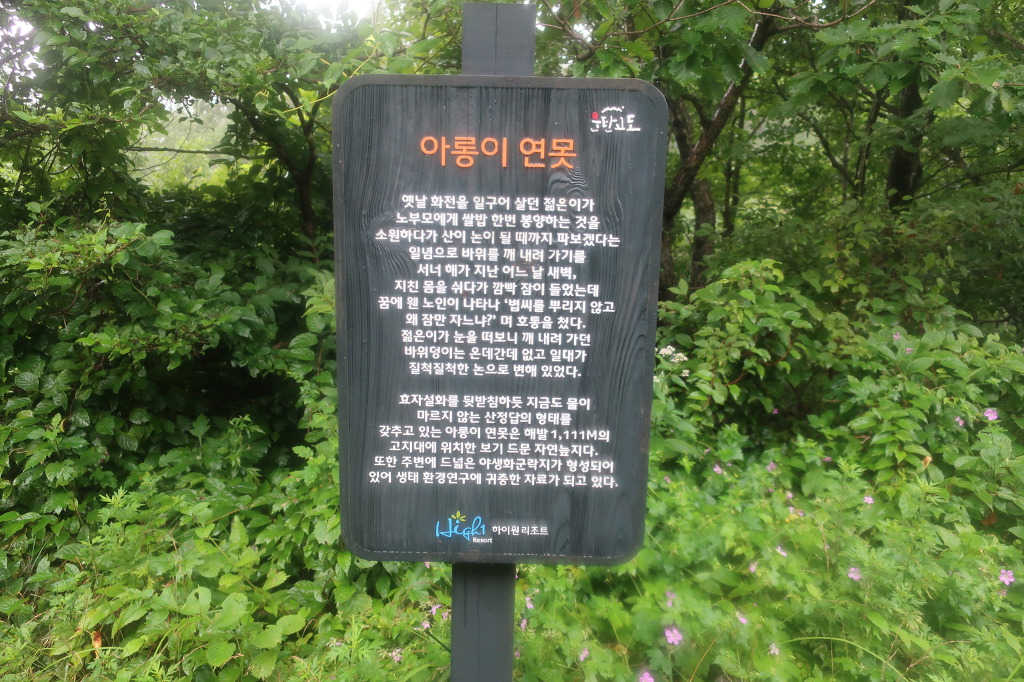 운탄고도
아롱이 연못
옛날 화전을 일구어 살던 젊은이가
노부모에게 쌀밥 한번 봉양하는 것을
소원하다가 산이 논이 될 때까지 파보겠다는
일념으로 바위를 깨 내려 가기를
서너 해가 지난 어느 날 새벽,
지친 몸을 쉬다가 깜빡 잠이 들었는데
꿈에 웬 노인이 나타나 '볍씨를 뿌리지 않고
왜 잠만 자느냐?' 며 호통을 쳤다.
젊은이가 눈을 떠보니 깨 내려 가던
바위덩이는 온데간데 없고 일대가
질척질척한 논으로 변해 있었다.
효자설화를 뒷받침하듯 지금도 물이
마르지 않는 산정답의 형태를
갖추고 있는 아롱이 연못은 해발 1,111M의
고지대에 위치한 보기 드문 자연늪지다.
또한 주변에 드넓은 야생화군락지가 형성되어
있어 생태 환경연구에 귀중한 자료가 되고 있다.
High1 Resort 하이원리조트